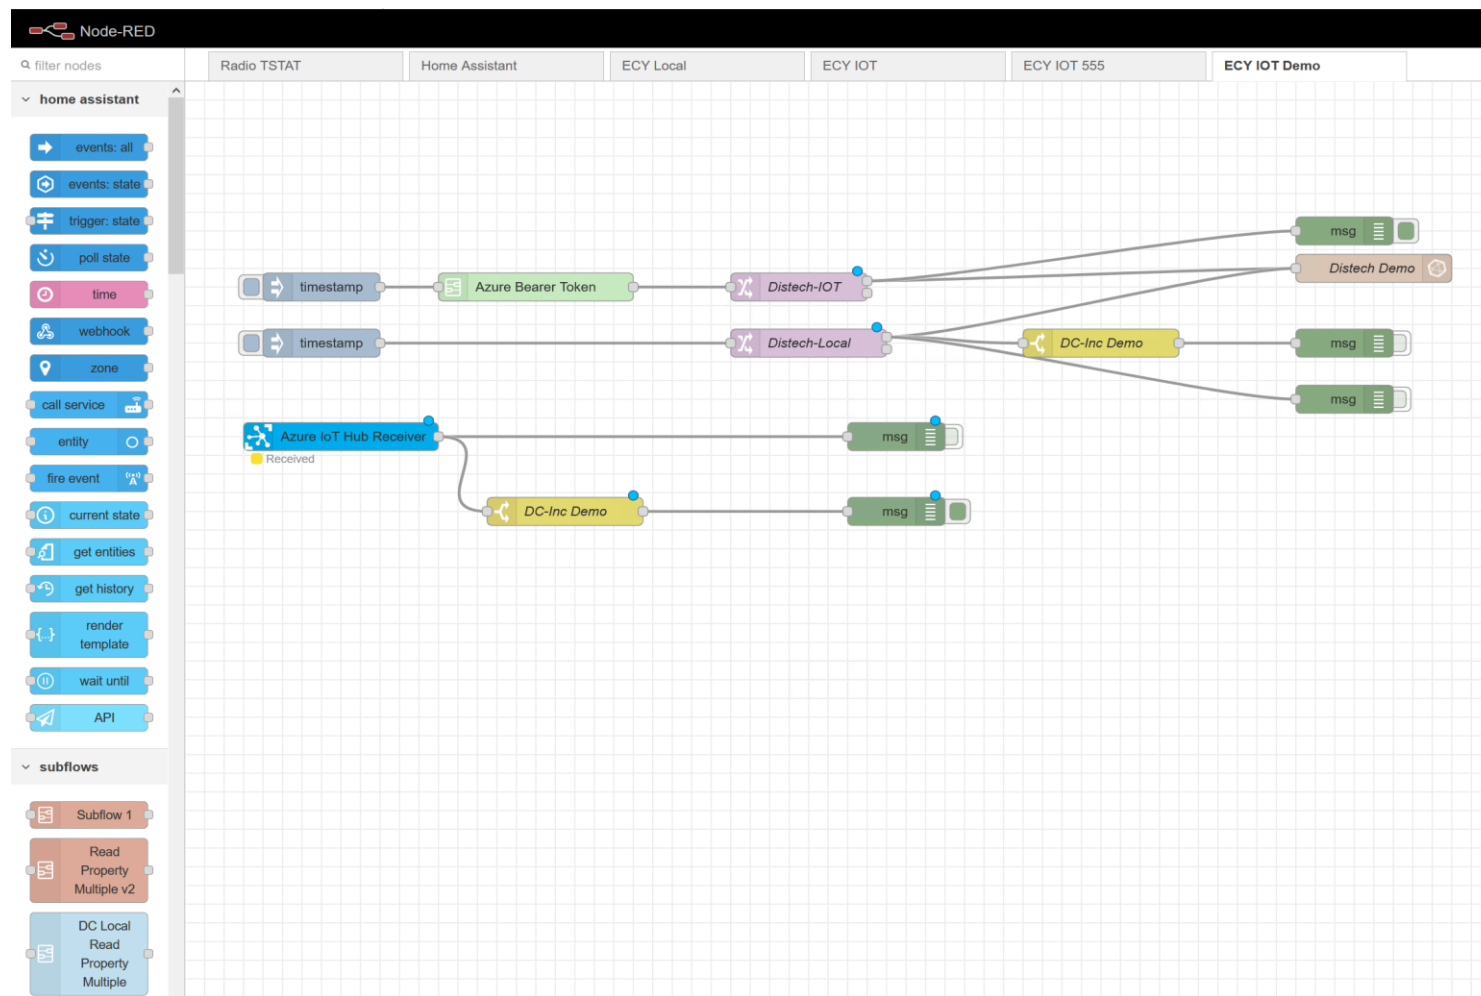 Node-RED
filter nodes
Radio TSTAT
Home Assistant
ECY Local
ECY IOT
ECY IOT 555
ECY IOT Demo
home assistant
events: all
events: state
trigger: state
poll state
time
webhook
zone
call service
entity
fire event
current state
get entities
get history
render
template
wait until
API
subflows
Subflow 1
Read
Property
Multiple v2
DC Local
Read
Property
Multiple
msg
Distech Demo
timestamp
Azure Bearer Token
Distech-IOT
timestamp
Distech-Local
DC-Inc Demo
msg
msg
Azure IoT Hub Receiver
msg
Received
DC-Inc Demo
msg